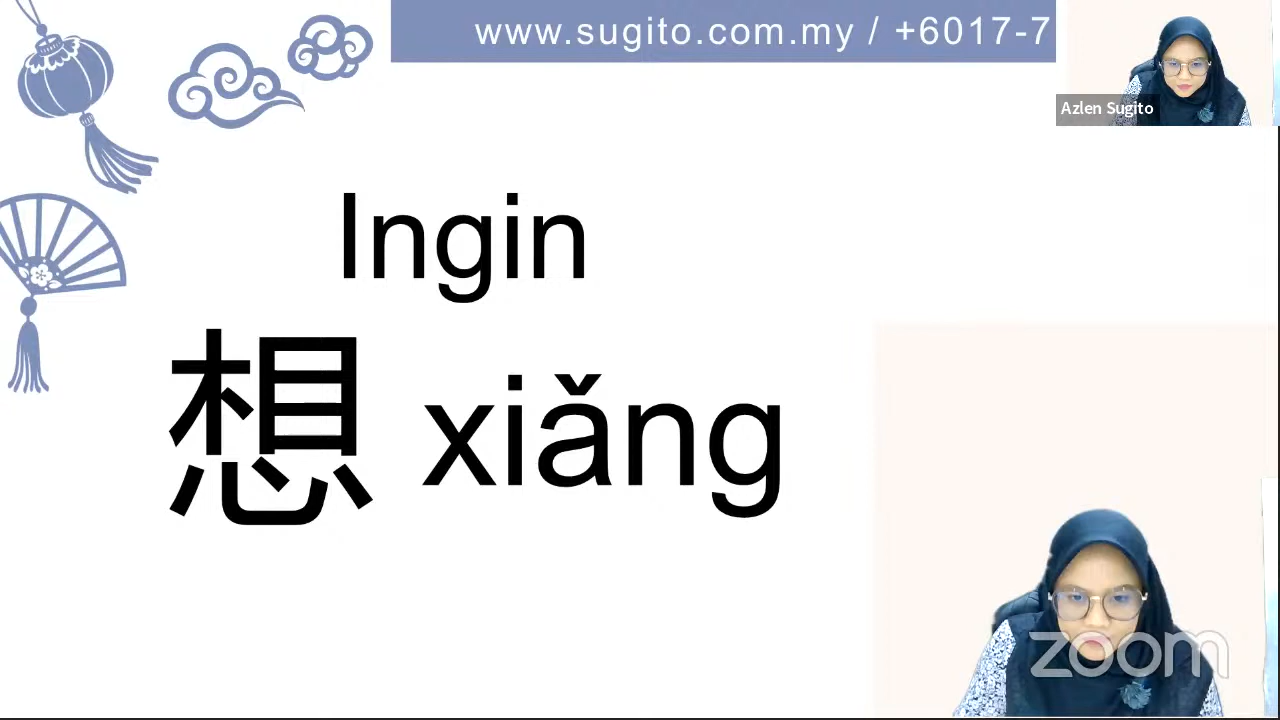 www.sugito.com.my / +6017-7
Azlen Sugito
Ingin
想 xiǎng
zoom